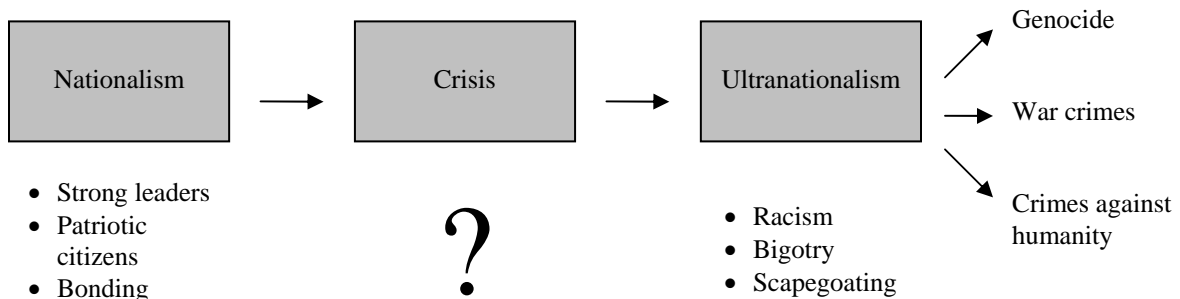 Nationalism
Crisis
Ultranationalism
Genocide
War crimes
Crimes against
humanity
• Strong leaders
• Patriotic
citizens
• Bonding
?
• Racism
• Bigotry
• Scapegoating